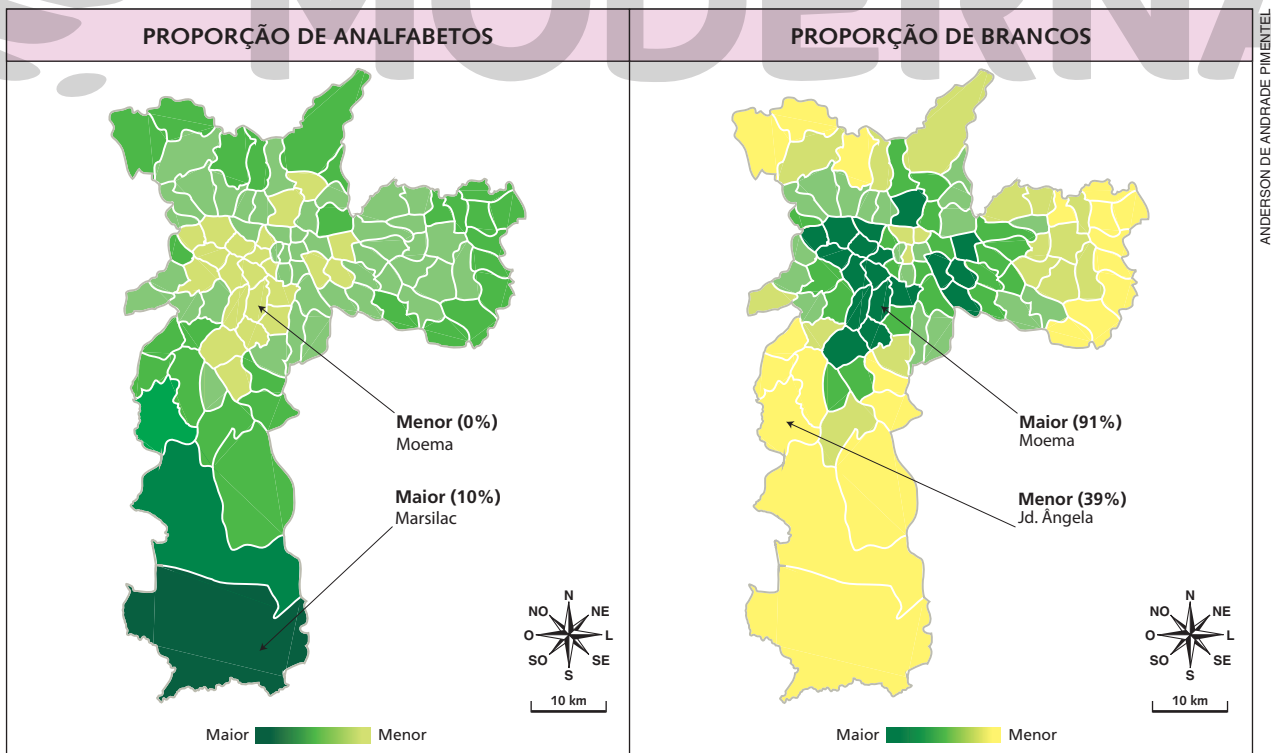 MODERNA
PROPORÇÃO DE ANALFABETOS
Menor (0%)
Moema
Maior (10%)
Marsilac
N
NO NE
O L
SO SE
S
10 km
Maior Menor
PROPORÇÃO DE BRANCOS
Maior (91%)
Moema
Menor (39%)
Jd. Ângela
N
NO NE
O L
SO SE
S
10 km
Maior Menor
ANDERSON DE ANDRADE PIMENTEL